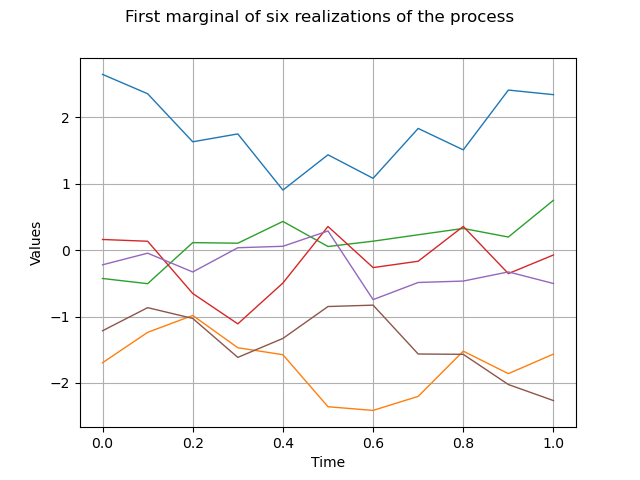 First marginal of six realizations of the process
2
1
0
−1
−2
Values
0.0 0.2 0.4 0.6 0.8 1.0
Time